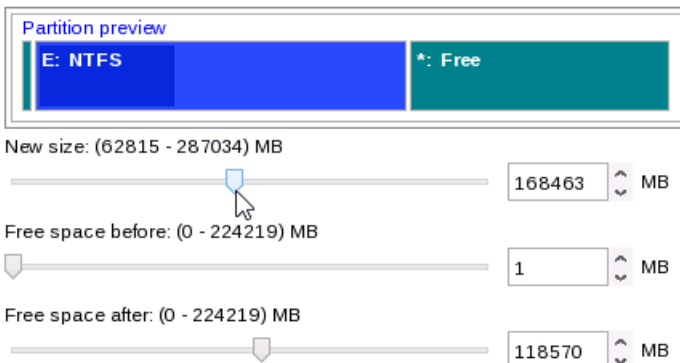 Partition preview
E: NTFS *: Free
New size: (62815 - 287034) MB
168463 MB
Free space before: (0 - 224219) MB
1 MB
Free space after: (0 - 224219) MB
118570 MB